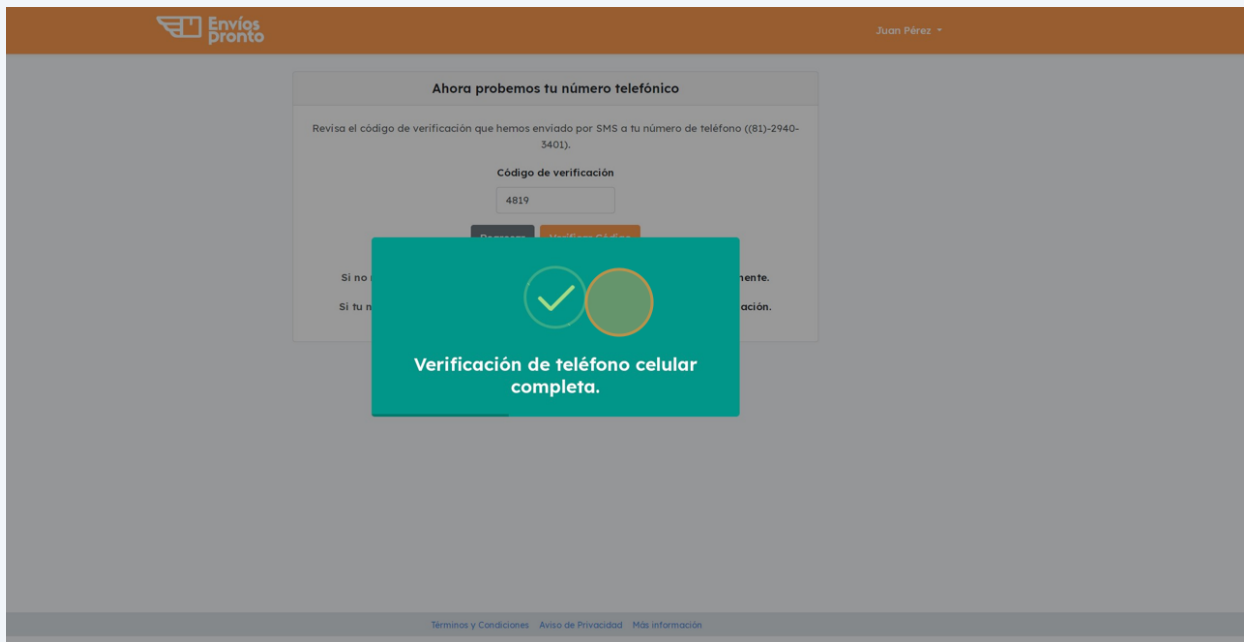 Envíos
pronto
Juan Pérez
Ahora probemos tu número telefónico
Revisa el código de verificación que hemos enviado por SMS a tu número de teléfono ((81)-2940-
3401).
Código de verificación
4819
Verificar Código
Si no
mente.
Si tu n
ación.
Verificación de teléfono celular
completa.
Términos y Condiciones Aviso de Privacidad Más información